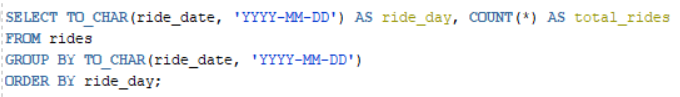 SELECT TO_CHAR(ride_date, 'YYYY-MM-DD') AS ride_day, COUNT(*) AS total_rides
FROM rides
GROUP BY TO_CHAR(ride_date, 'YYYY-MM-DD')
ORDER BY ride_day;